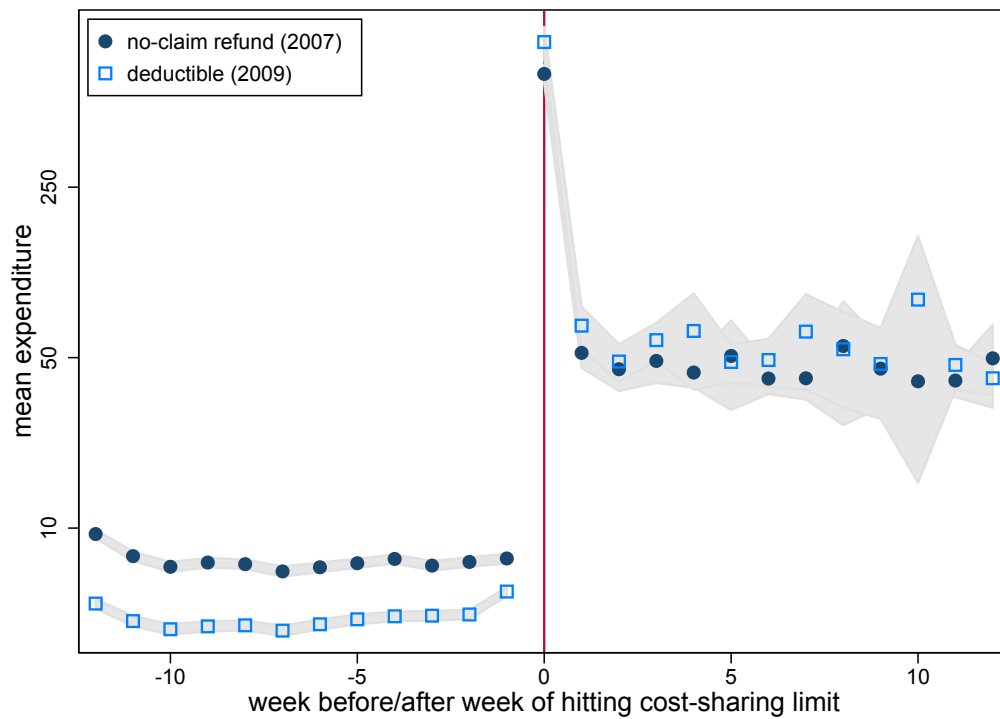 no-claim refund (2007)
deductible (2009)
mean expenditure
250
50
10
-10
-5
0
5
10
week before/after week of hitting cost-sharing limit